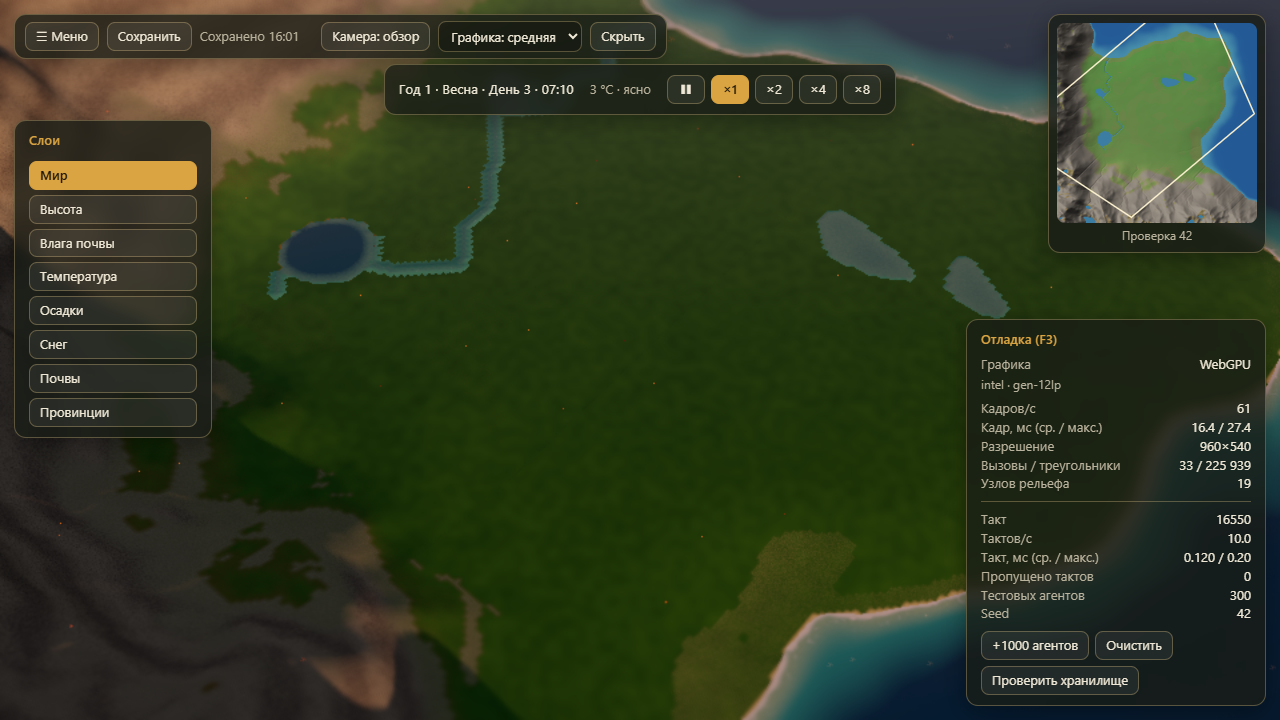 ☰ Меню
Сохранить
Сохранено 16:01
Камера: обзор
Графика: средняя
Скрыть
Год 1 · Весна · День 3 · 07:10
3 °C · ясно
×1
×2
×4
×8
Слои
Мир
Высота
Влага почвы
Температура
Осадки
Снег
Почвы
Провинции
Проверка 42
Отладка (F3)
Графика WebGPU
intel · gen-12lp
Кадров/с 61
Кадр, мс (ср. / макс.) 16.4 / 27.4
Разрешение 960×540
Вызовы / треугольники 33 / 225 939
Узлов рельефа 19
Такт 16550
Тактов/с 10.0
Такт, мс (ср. / макс.) 0.120 / 0.20
Пропущено тактов 0
Тестовых агентов 300
Seed 42
+1000 агентов
Очистить
Проверить хранилище